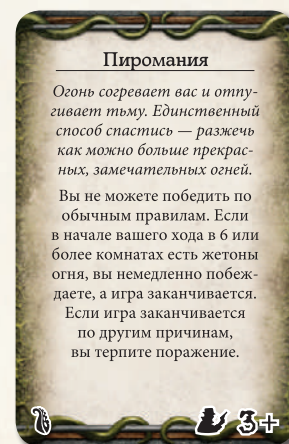 Пиромания
Огонь согревает вас и отпу-
гивает тьму. Единственный
способ спастись — разжечь
как можно больше прекрас-
ных, замечательных огней.
Вы не можете победить по
обычным правилам. Если
в начале вашего хода в 6 или
более комнатах есть жетоны
огня, вы немедленно побеж-
даете, а игра заканчивается.
Если игра заканчивается
по другим причинам,
вы терпите поражение.
3+